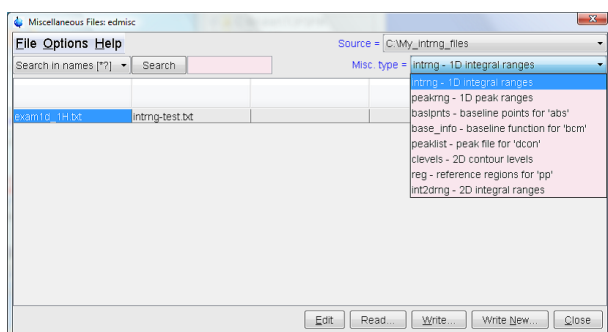 Miscellaneous Files: edmisc
File Options Help
Source = C:\My_intrng_files
Search in names [*?] Search
Misc. type = intrng - 1D integral ranges
intrng - 1D integral ranges
peakrng - 1D peak ranges
baslpnts - baseline points for 'abs'
base_info - baseline function for 'bcm'
peaklist - peak file for 'dcon'
clevels - 2D contour levels
reg - reference regions for 'pp'
int2drng - 2D integral ranges
exam1d_1H.txt intrng-test.txt
Edit Read... Write... Write New... Close